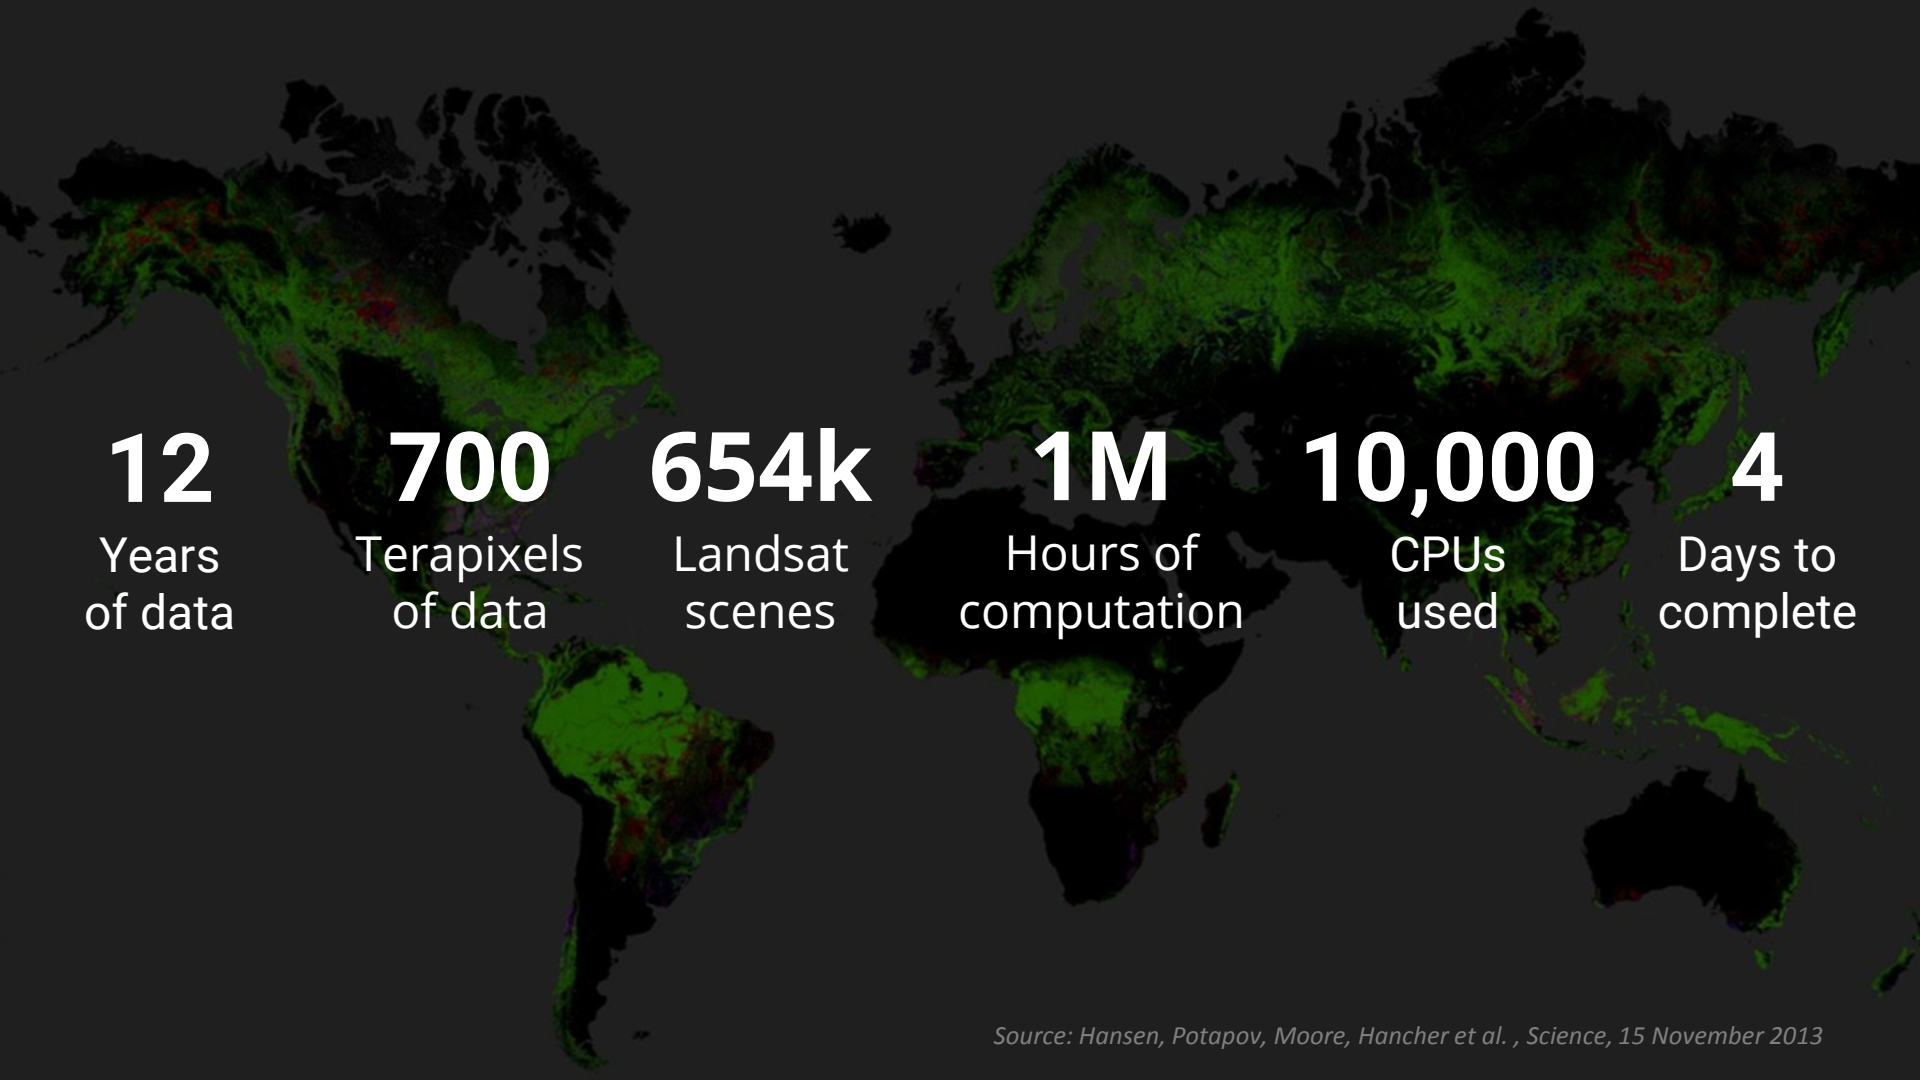 12
Years
of data
700
Terapixels
of data
654k
Landsat
scenes
1M
Hours of
computation
10,000
CPUs
used
4
Days to
complete
Source: Hansen, Potapov, Moore, Hancher et al. , Science, 15 November 2013